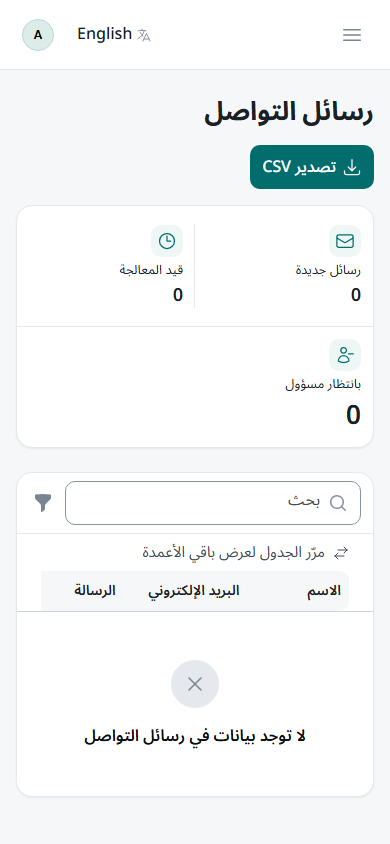 A
English
رسائل التواصل
تصدير CSV
رسائل جديدة
0
قيد المعالجة
0
بانتظار مسؤول
0
بحث
مرّر الجدول لعرض باقي الأعمدة
الاسم البريد الإلكتروني الرسالة
لا توجد بيانات في رسائل التواصل